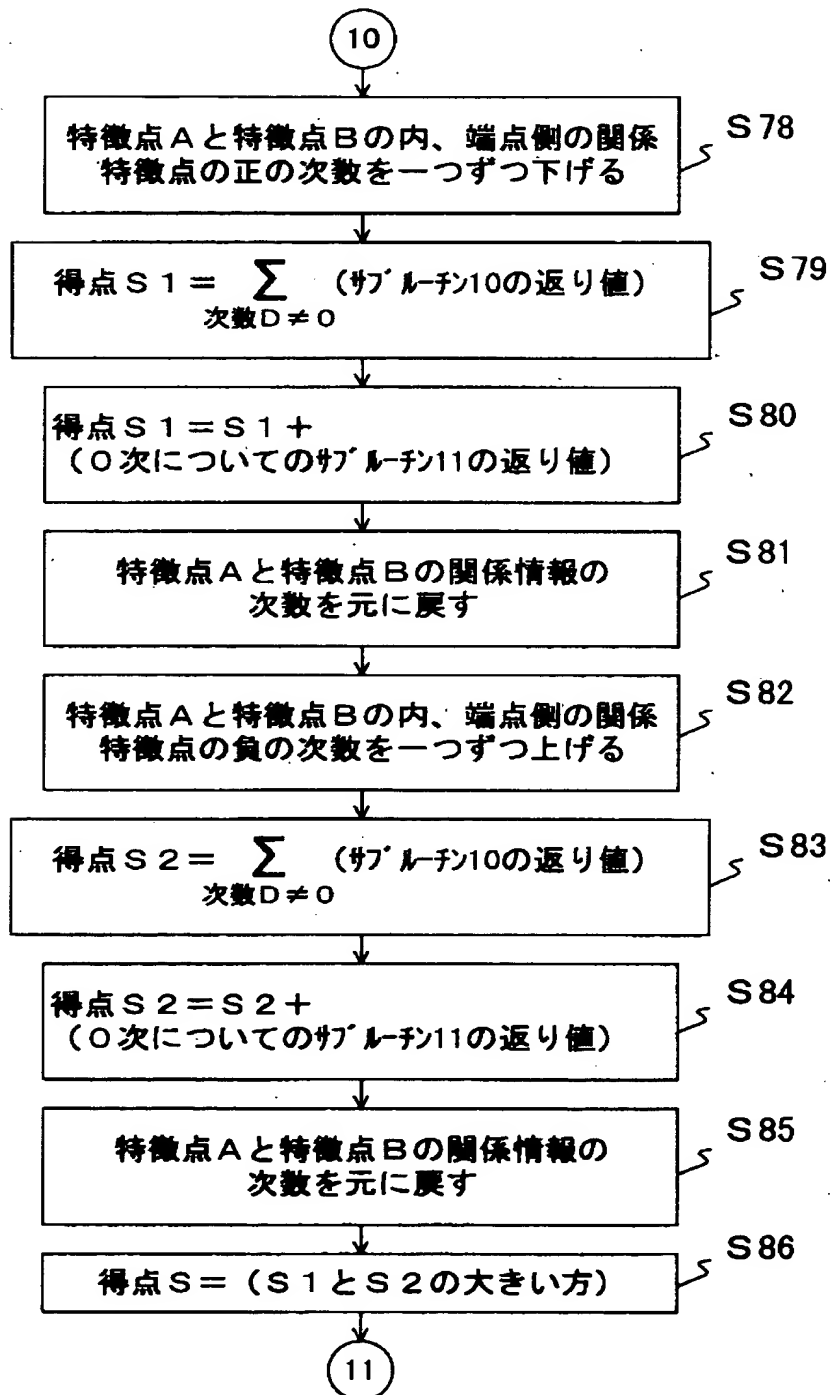 10
特徴点Aと特徴点Bの内、端点側の関係
特徴点の正の次数を一つずつ下げる
S78
得点S1=Σ(サブルーチン10の返り値)
次数D≠0
S79
得点S1=S1+
(0次についてのサブルーチン11の返り値)
S80
特徴点Aと特徴点Bの関係情報の
次数を元に戻す
S81
特徴点Aと特徴点Bの内、端点側の関係
特徴点の負の次数を一つずつ上げる
S82
得点S2=Σ(サブルーチン10の返り値)
次数D≠0
S83
得点S2=S2+
(0次についてのサブルーチン11の返り値)
S84
特徴点Aと特徴点Bの関係情報の
次数を元に戻す
S85
得点S=(S1とS2の大きい方)
S86
11